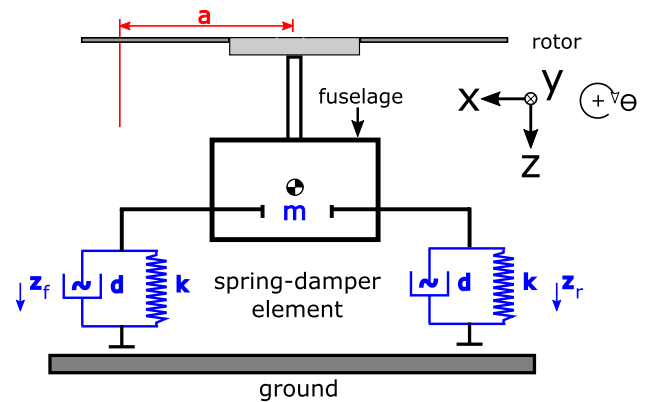 a
rotor
fuselage
x
y
z
+ Θ
m
z_f
d
k
spring-damper
element
d
k
z_r
ground